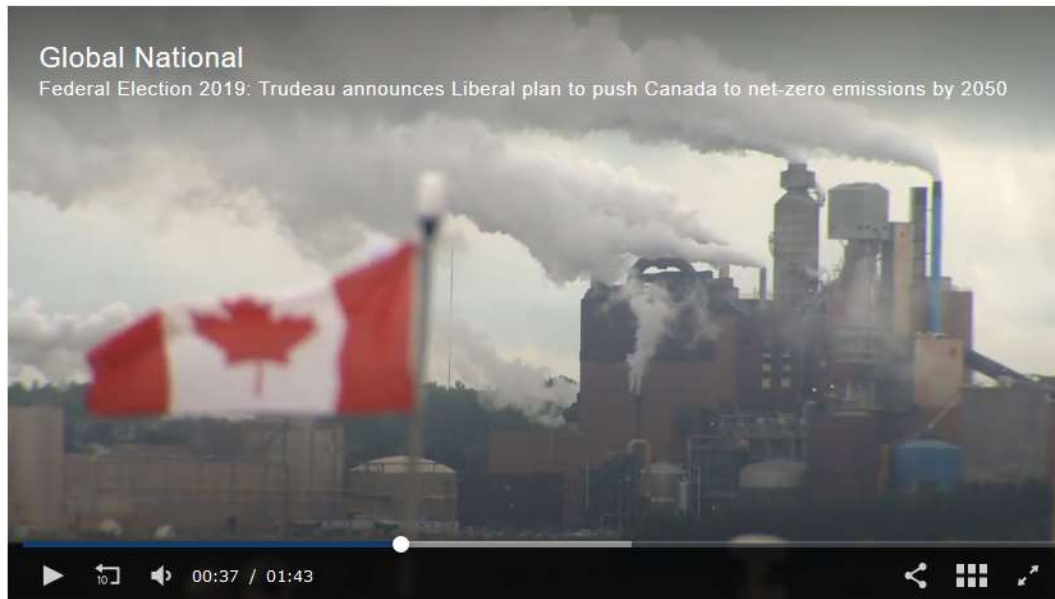 Global National
Federal Election 2019: Trudeau announces Liberal plan to push Canada to net-zero emissions by 2050
10
00:37 / 01:43